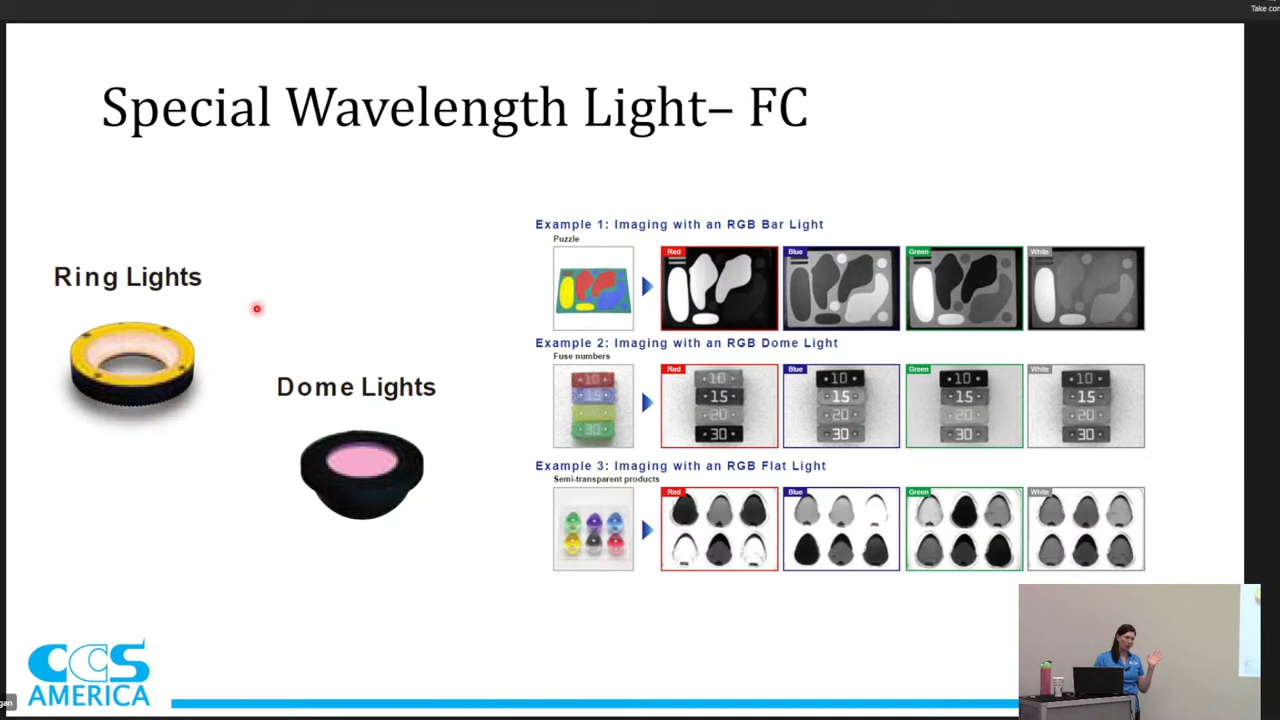 Take con
Special Wavelength Light– FC
Ring Lights
Dome Lights
Example 1: Imaging with an RGB Bar Light
Puzzle
Red
Blue
Green
White
Example 2: Imaging with an RGB Dome Light
Fuse numbers
10
15
30
Red
10
15
20
30
Blue
10
15
20
30
Green
10
15
20
30
White
10
15
20
30
Example 3: Imaging with an RGB Flat Light
Semi-transparent products
Red
Blue
Green
White
CCS
AMERICA
gan